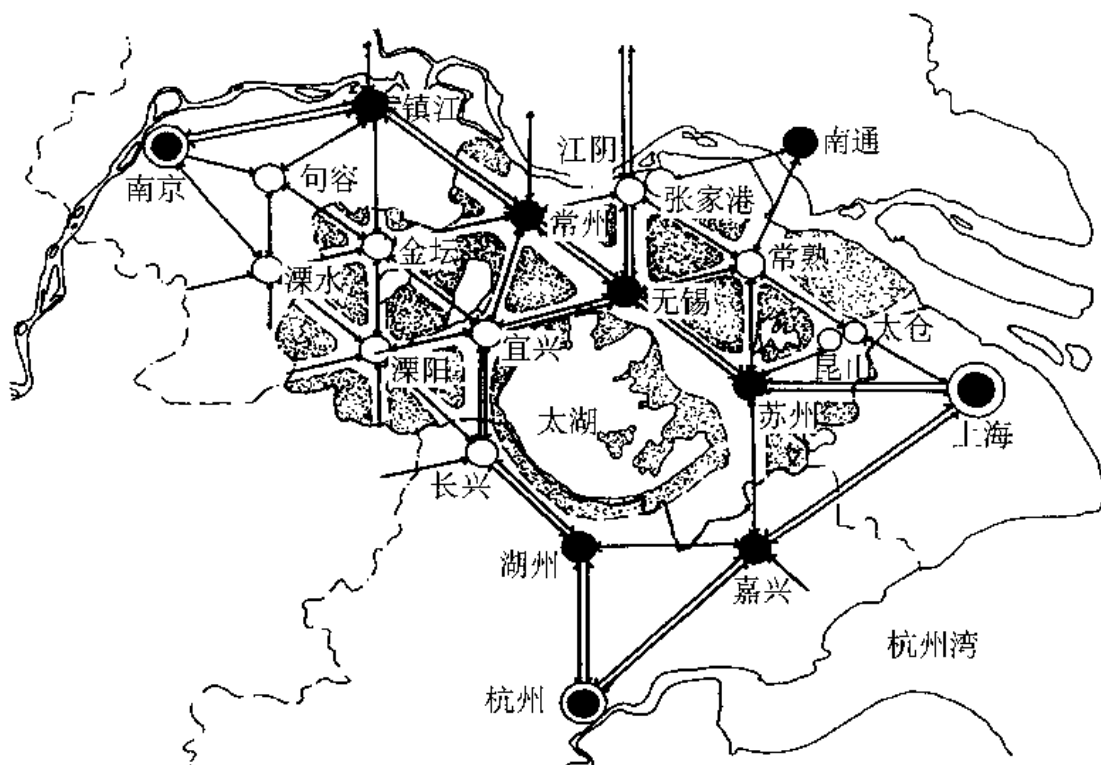 镇江
南京
句容
江阴
南通
张家港
常州
金坛
常熟
溧水
无锡
宜兴
太仓
昆山
溧阳
太湖
苏州
上海
长兴
湖州
嘉兴
杭州湾
杭州